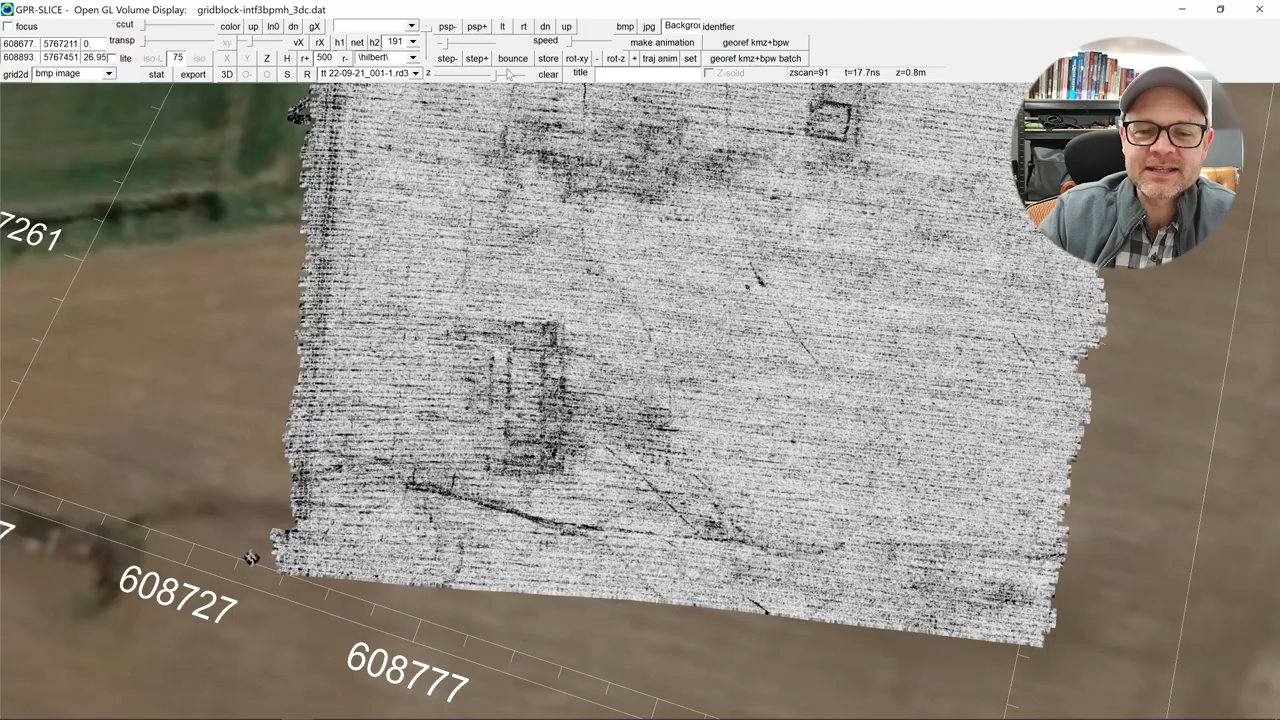 GPR-SLICE - Open GL Volume Display: gridblock-intf3bpmh_3dc.dat
focus ccut color up ln0 dn gX psp- psp+ lt rt dn up bmp jpg Backgrou identifier
608677. 5767211 0. transp xy vX rX h1 net h2 191 speed make animation georef kmz+bpw
608893. 5767451 26.95 lite iso-L 75 iso. X Y Z H r+ 500 r- \hilbert\ step- step+ bounce store rot-xy - rot-z + traj anim set georef kmz+bpw batch
grid2d bmp image stat export 3D O- S R tt 22-09-21_001-1.rd3 z clear title Z-solid zscan=91 t=17.7ns z=0.8m
7261
7
608727
608777